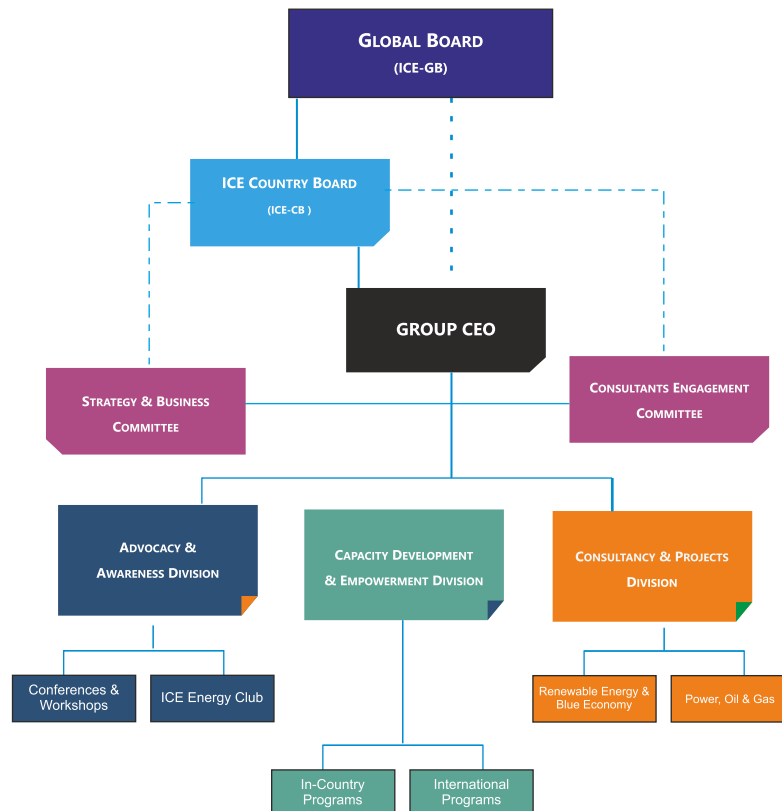 GLOBAL BOARD
(ICE-GB)
ICE COUNTRY BOARD
(ICE-CB )
GROUP CEO
STRATEGY & BUSINESS
COMMITTEE
CONSULTANTS ENGAGEMENT
COMMITTEE
ADVOCACY &
AWARENESS DIVISION
CAPACITY DEVELOPMENT
& EMPOWERMENT DIVISION
CONSULTANCY & PROJECTS
DIVISION
Conferences &
Workshops
ICE Energy Club
Renewable Energy &
Blue Economy
Power, Oil & Gas
In-Country
Programs
International
Programs